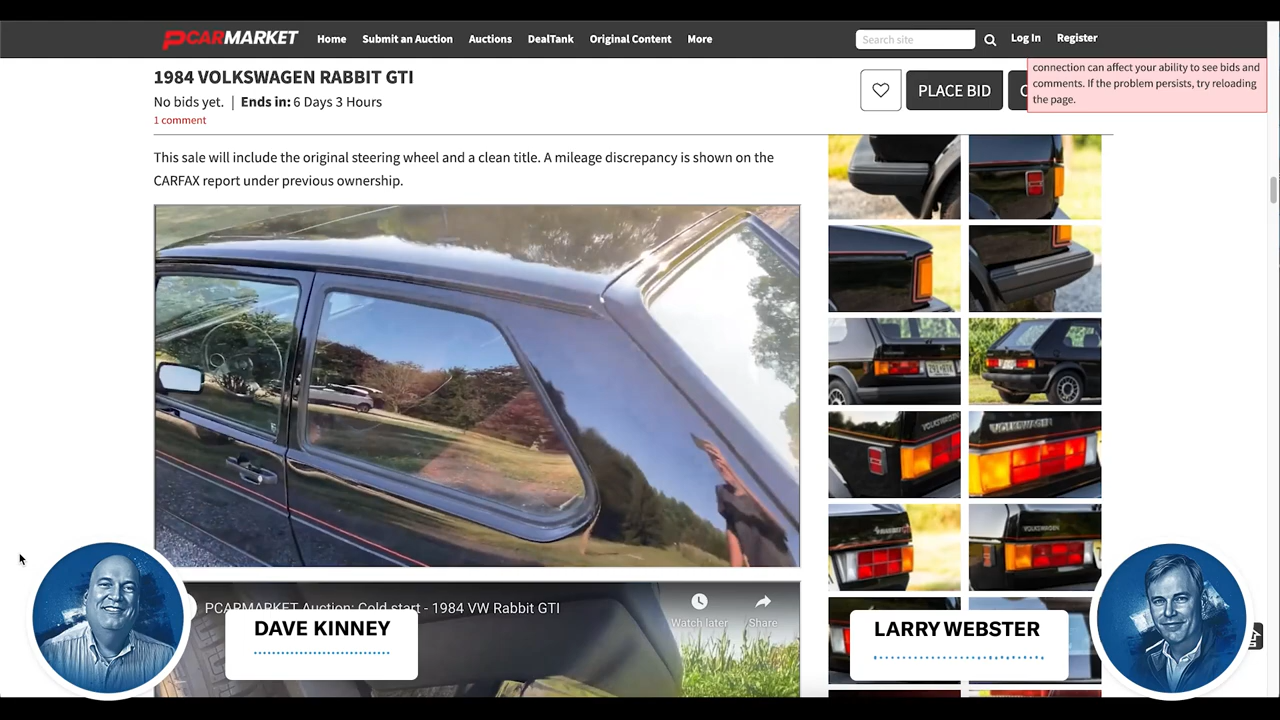 PCARMARKET
Home
Submit an Auction
Auctions
DealTank
Original Content
More
Search site
Log In
Register
1984 VOLKSWAGEN RABBIT GTI
No bids yet. | Ends in: 6 Days 3 Hours
1 comment
PLACE BID
connection can affect your ability to see bids and
comments. If the problem persists, try reloading
the page.
This sale will include the original steering wheel and a clean title. A mileage discrepancy is shown on the
CARFAX report under previous ownership.
VOLKSWAGEN
VOLKSWAGEN
VOLKSWAGEN
PCARMARKET Auction: Cold start - 1984 VW Rabbit GTI
Watch later
Share
DAVE KINNEY
LARRY WEBSTER